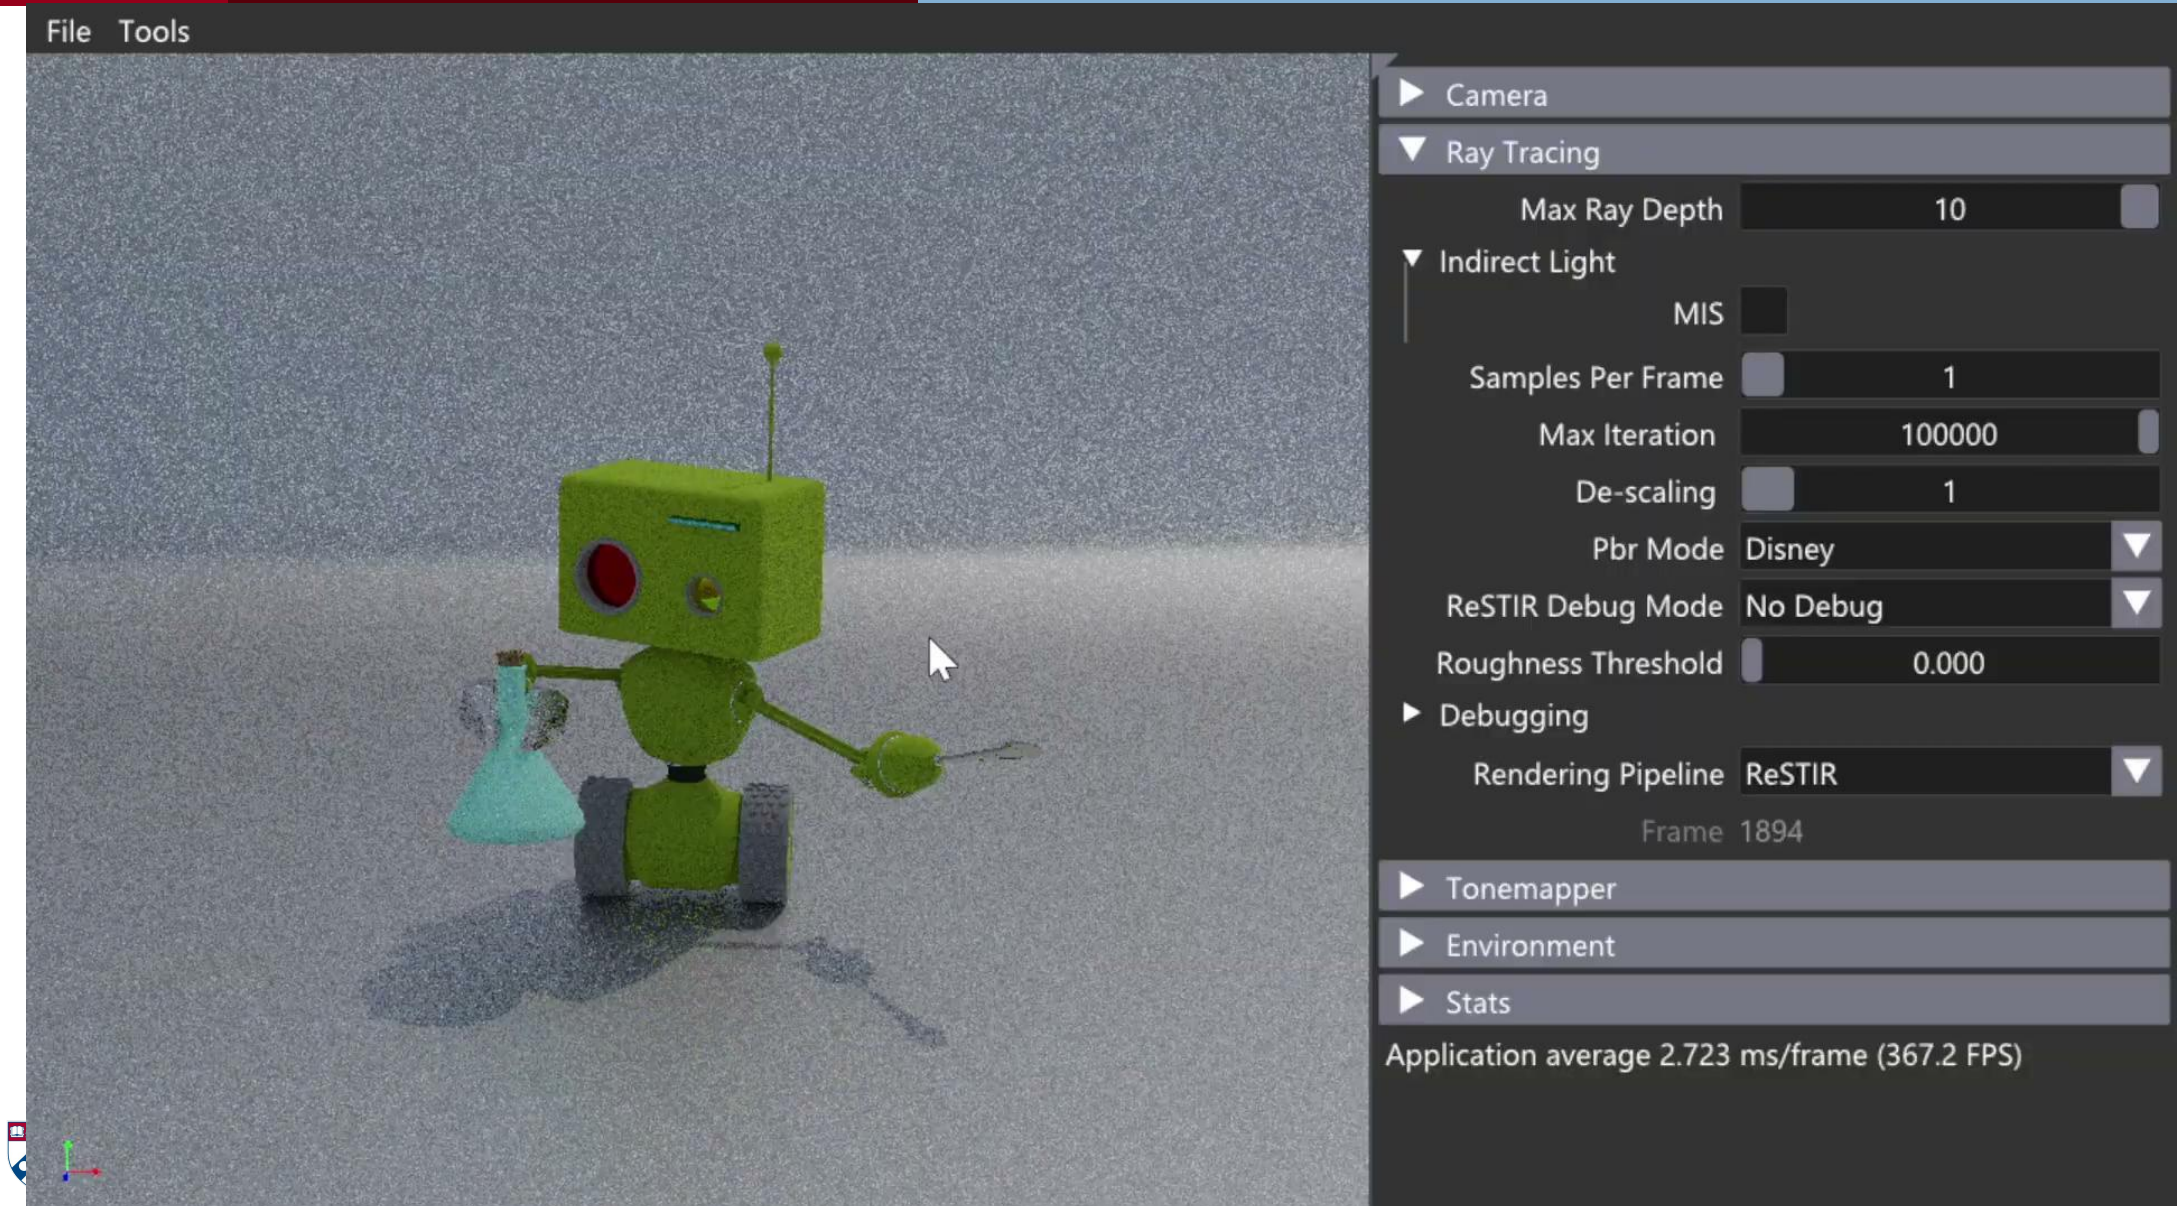 File Tools
Camera
Ray Tracing
Max Ray Depth 10
Indirect Light
MIS
Samples Per Frame 1
Max Iteration 100000
De-scaling 1
Pbr Mode Disney
ReSTIR Debug Mode No Debug
Roughness Threshold 0.000
Debugging
Rendering Pipeline ReSTIR
Frame 1894
Tonemapper
Environment
Stats
Application average 2.723 ms/frame (367.2 FPS)